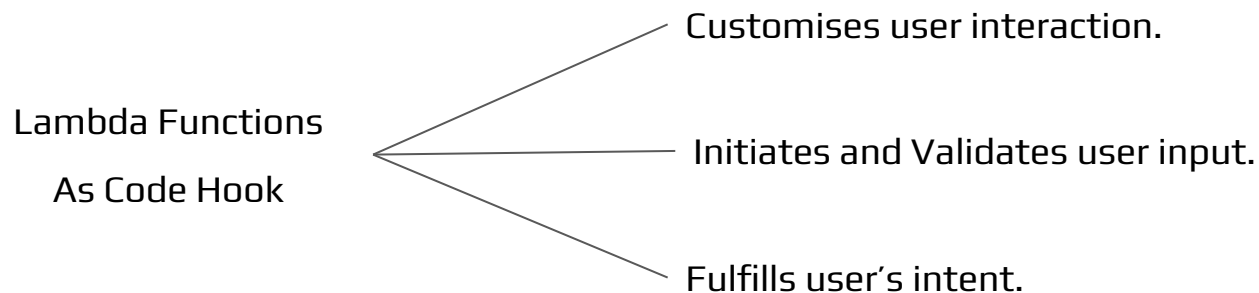 Lambda Functions
As Code Hook
Customises user interaction.
Initiates and Validates user input.
Fulfills user's intent.